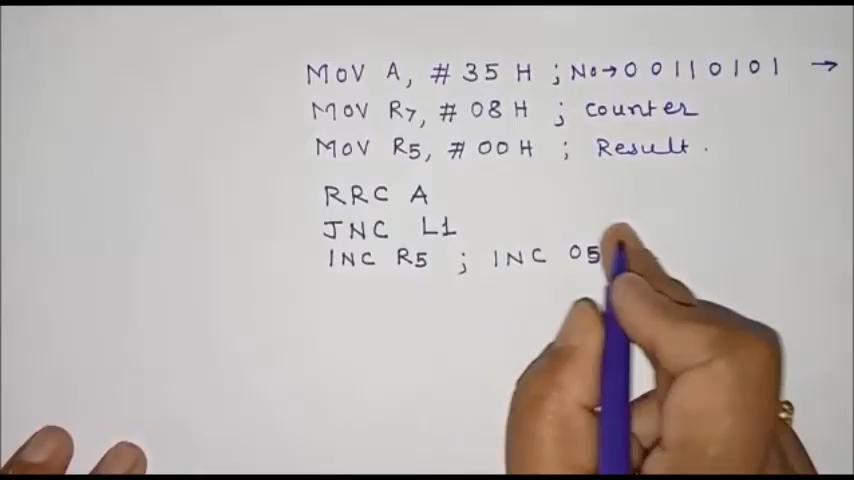 MOV A, # 35 H ; No → 0 0 1 1 0 1 0 1 →
MOV R7, # 08 H ; Counter
MOV R5, # 00 H ; Result .
RRC A
JNC L1
INC R5 ; INC 05